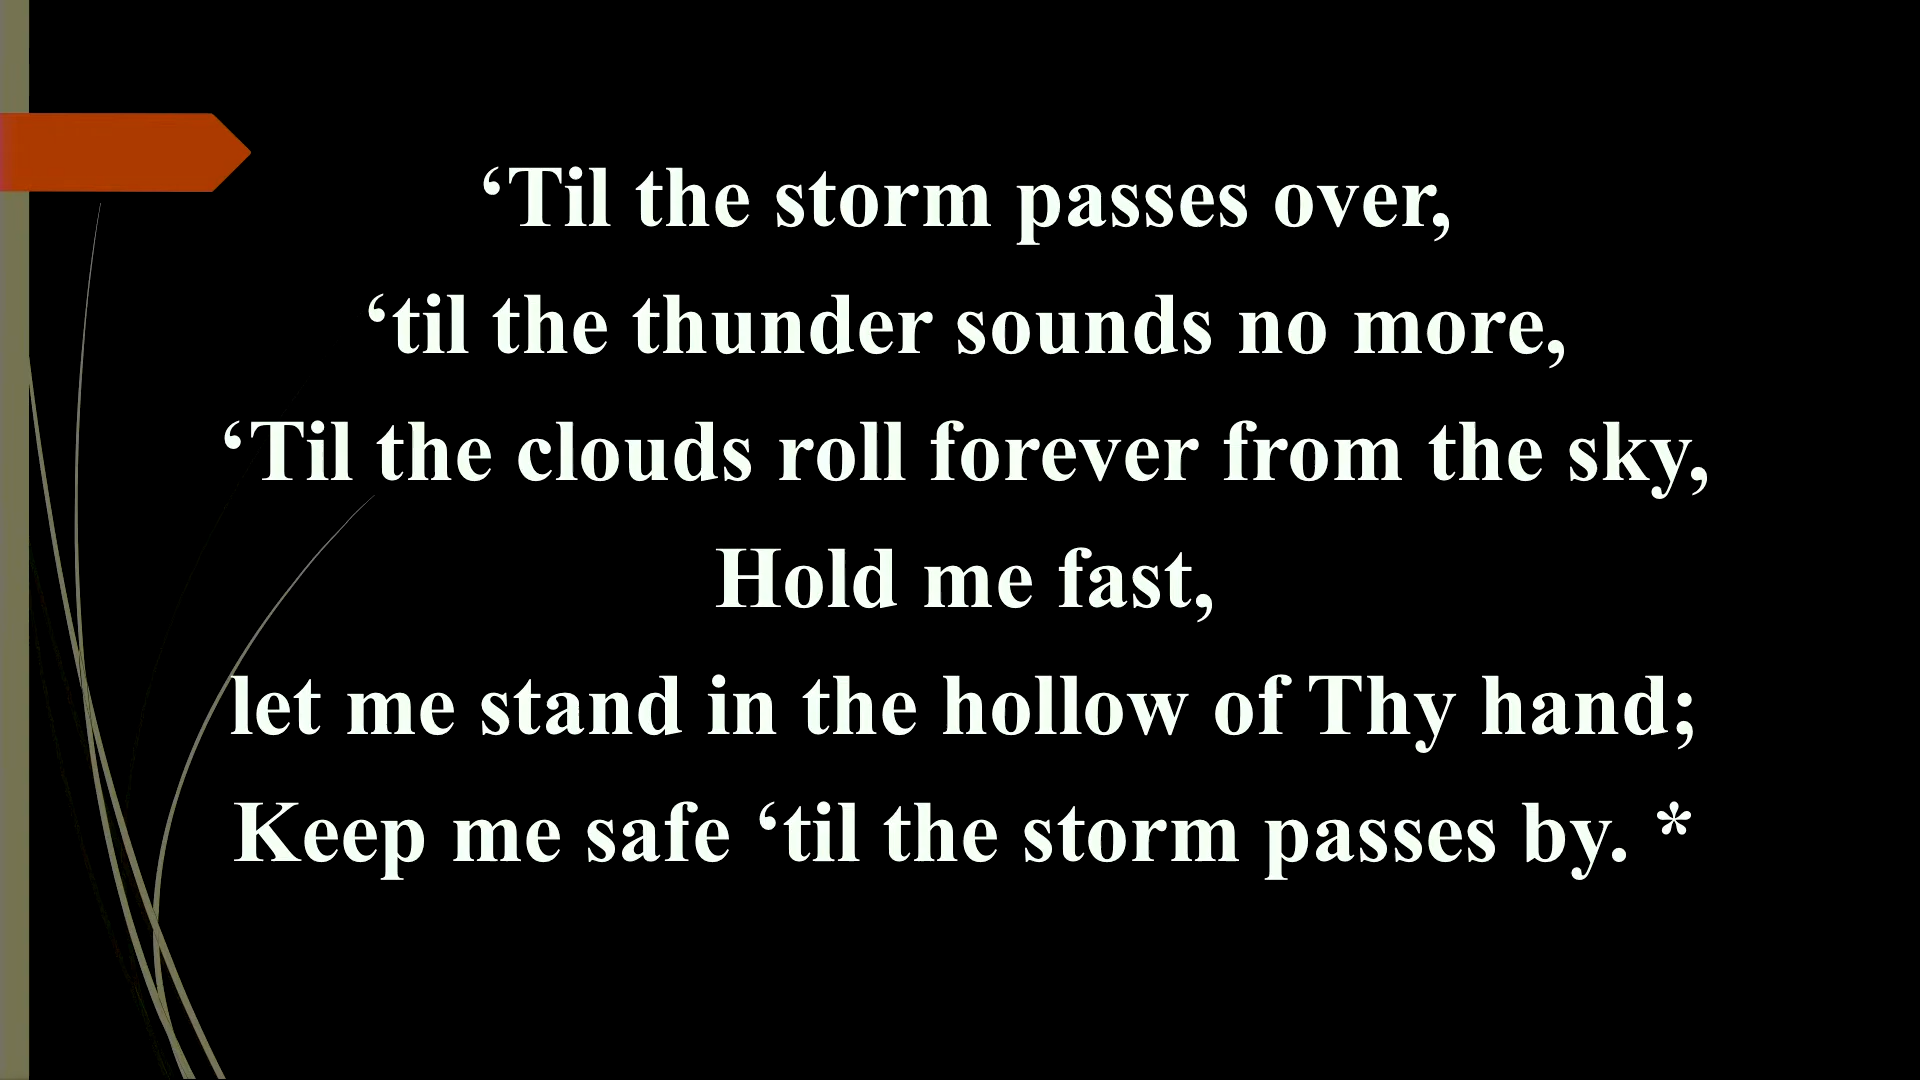 ‘Til the storm passes over,
‘til the thunder sounds no more,
‘Til the clouds roll forever from the sky,
Hold me fast,
let me stand in the hollow of Thy hand;
Keep me safe ‘til the storm passes by. *